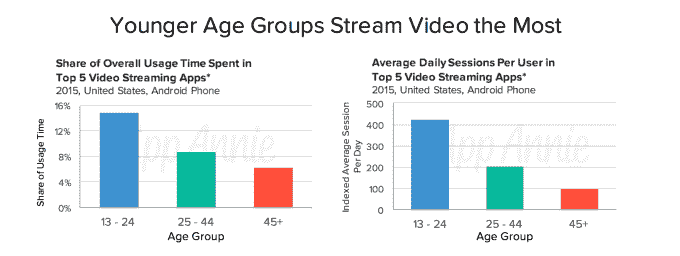 Younger Age Groups Stream Video the Most
Share of Overall Usage Time Spent in
Top 5 Video Streaming Apps*
2015, United States, Android Phone
16%
12%
8%
4%
0%
Share of Usage Time
App Annie
13 - 24
25 - 44
45+
Age Group
Average Daily Sessions Per User in
Top 5 Video Streaming Apps*
2015, United States, Android Phone
500
400
300
200
100
0
Indexed Average Session
Per Day
App Annie
13 - 24
25 - 44
45+
Age Group